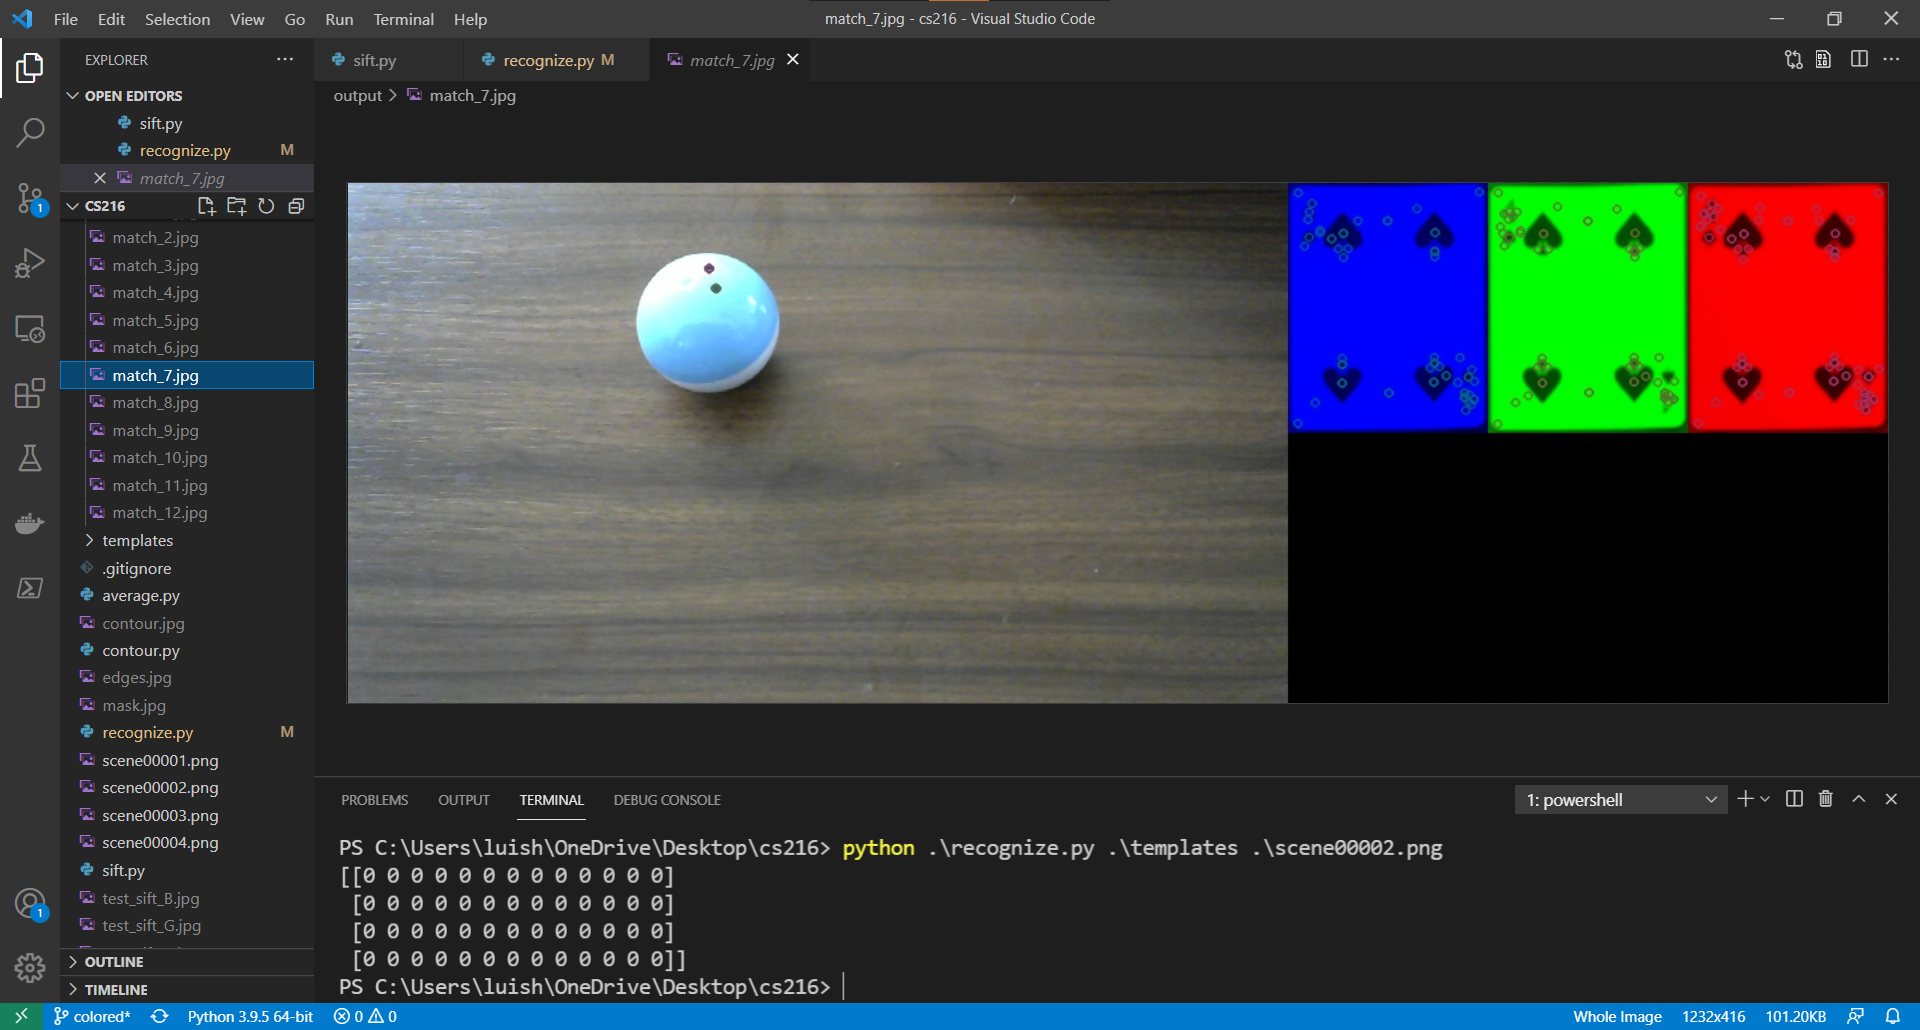 File Edit Selection View Go Run Terminal Help
match_7.jpg - cs216 - Visual Studio Code
EXPLORER
sift.py
recognize.py M
match_7.jpg
output > match_7.jpg
OPEN EDITORS
sift.py
recognize.py M
match_7.jpg
CS216
match_2.jpg
match_3.jpg
match_4.jpg
match_5.jpg
match_6.jpg
match_7.jpg
match_8.jpg
match_9.jpg
match_10.jpg
match_11.jpg
match_12.jpg
templates
.gitignore
average.py
contour.jpg
contour.py
edges.jpg
mask.jpg
recognize.py M
scene00001.png
scene00002.png
scene00003.png
scene00004.png
sift.py
test_sift_B.jpg
test_sift_G.jpg
OUTLINE
TIMELINE
1
1
PROBLEMS OUTPUT TERMINAL DEBUG CONSOLE
1: powershell
PS C:\Users\luish\OneDrive\Desktop\cs216> python .\recognize.py .\templates .\scene00002.png
[[0 0 0 0 0 0 0 0 0 0 0 0 0]
[0 0 0 0 0 0 0 0 0 0 0 0 0]
[0 0 0 0 0 0 0 0 0 0 0 0 0]
[0 0 0 0 0 0 0 0 0 0 0 0 0]]
PS C:\Users\luish\OneDrive\Desktop\cs216>
colored* Python 3.9.5 64-bit 0 0
Whole Image 1232x416 101.20KB